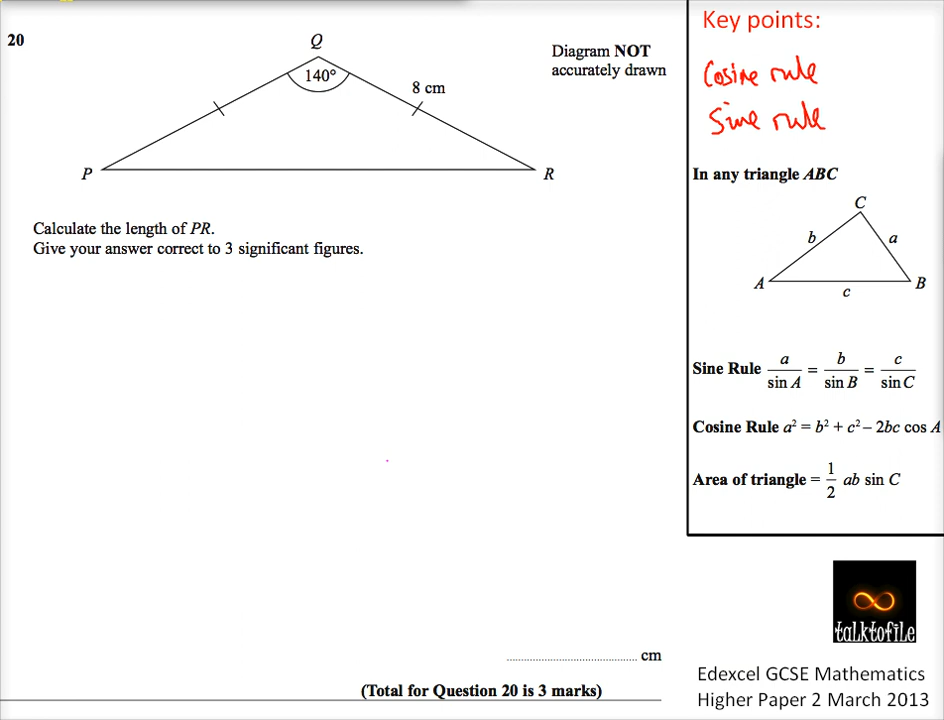 20
Q
140°
8 cm
Diagram NOT
accurately drawn
P
R
Calculate the length of PR.
Give your answer correct to 3 significant figures.
.......................................... cm
(Total for Question 20 is 3 marks)
Key points:
Cosine rule
Sine rule
In any triangle ABC
C
b
a
A
B
c
Sine Rule a/sin A = b/sin B = c/sin C
Cosine Rule a² = b² + c² – 2bc cos A
Area of triangle = 1/2 ab sin C
talktofile
Edexcel GCSE Mathematics
Higher Paper 2 March 2013